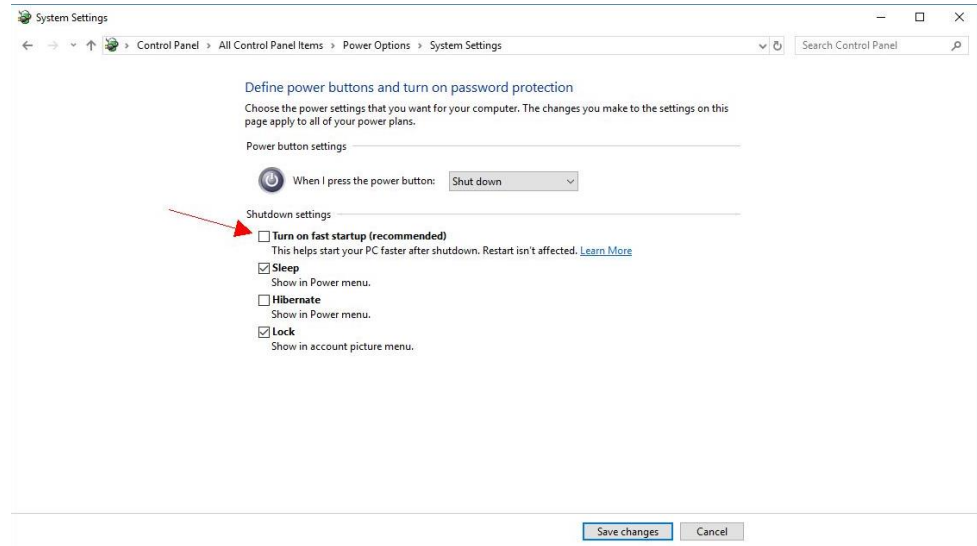 System Settings
Control Panel > All Control Panel Items > Power Options > System Settings
Search Control Panel
Define power buttons and turn on password protection
Choose the power settings that you want for your computer. The changes you make to the settings on this
page apply to all of your power plans.
Power button settings
When I press the power button: Shut down
Shutdown settings
Turn on fast startup (recommended)
This helps start your PC faster after shutdown. Restart isn't affected. Learn More
Sleep
Show in Power menu.
Hibernate
Show in Power menu.
Lock
Show in account picture menu.
Save changes Cancel